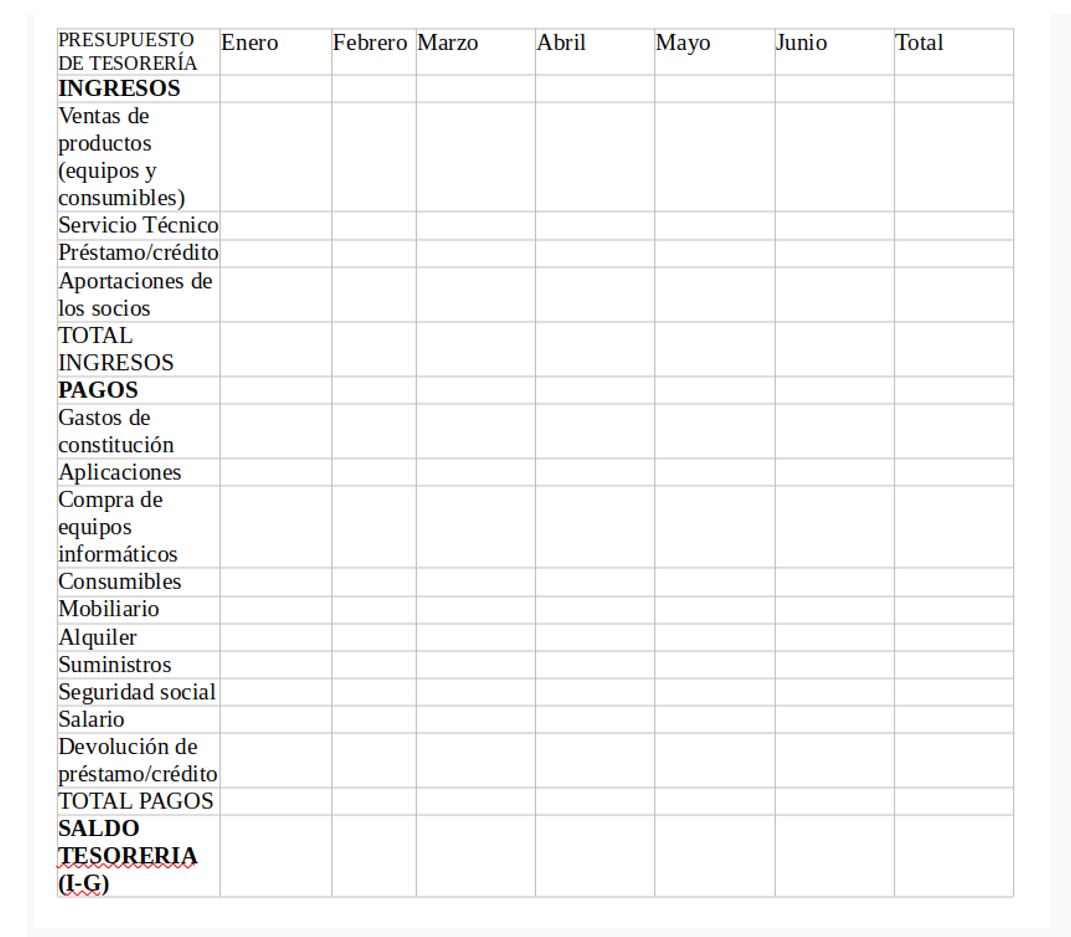 PRESUPUESTO
DE TESORERÍA
Enero Febrero Marzo Abril Mayo Junio Total
INGRESOS
Ventas de
productos
(equipos y
consumibles)
Servicio Técnico
Préstamo/crédito
Aportaciones de
los socios
TOTAL
INGRESOS
PAGOS
Gastos de
constitución
Aplicaciones
Compra de
equipos
informáticos
Consumibles
Mobiliario
Alquiler
Suministros
Seguridad social
Salario
Devolución de
préstamo/crédito
TOTAL PAGOS
SALDO
TESORERIA
(I-G)